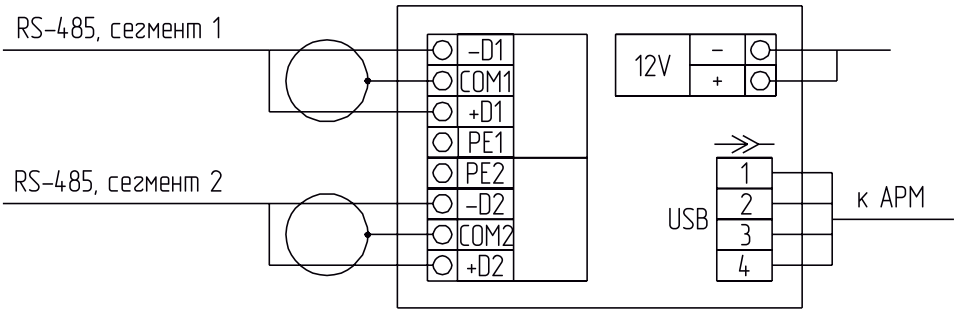 RS-485, сегмент 1
-D1
COM1
+D1
PE1
PE2
-D2
COM2
+D2
RS-485, сегмент 2
12V
-
+
USB
1
2
3
4
к АРМ